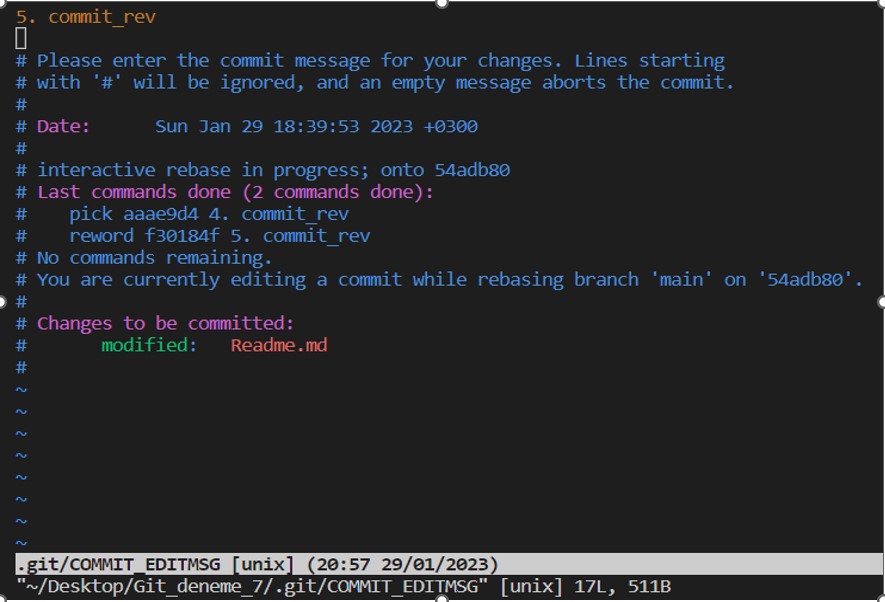 5. commit_rev
# Please enter the commit message for your changes. Lines starting
# with '#' will be ignored, and an empty message aborts the commit.
#
# Date:      Sun Jan 29 18:39:53 2023 +0300
#
# interactive rebase in progress; onto 54adb80
# Last commands done (2 commands done):
#    pick aaae9d4 4. commit_rev
#    reword f30184f 5. commit_rev
# No commands remaining.
# You are currently editing a commit while rebasing branch 'main' on '54adb80'.
#
# Changes to be committed:
#       modified:   Readme.md
#
~
~
~
~
~
~
~
~
.git/COMMIT_EDITMSG [unix] (20:57 29/01/2023)
"~/Desktop/Git_deneme_7/.git/COMMIT_EDITMSG" [unix] 17L, 511B